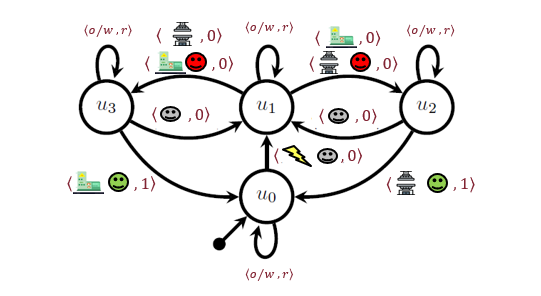 ⟨o/w, r⟩
⟨o/w, r⟩
⟨o/w, r⟩
⟨ , 0⟩
⟨ , 0⟩
⟨ , 0⟩
⟨ , 0⟩
u₃
u₁
u₂
⟨ , 0⟩
⟨ , 0⟩
⟨ , 0⟩
⟨ , 1⟩
⟨ , 1⟩
u₀
⟨o/w, r⟩